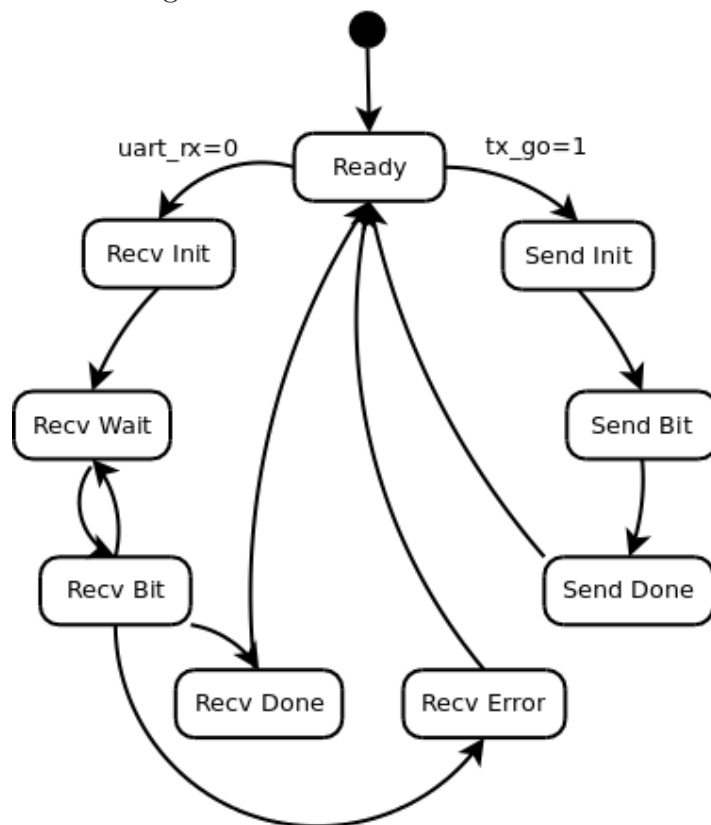 uart_rx=0
tx_go=1
Ready
Recv Init
Send Init
Recv Wait
Send Bit
Recv Bit
Send Done
Recv Done
Recv Error